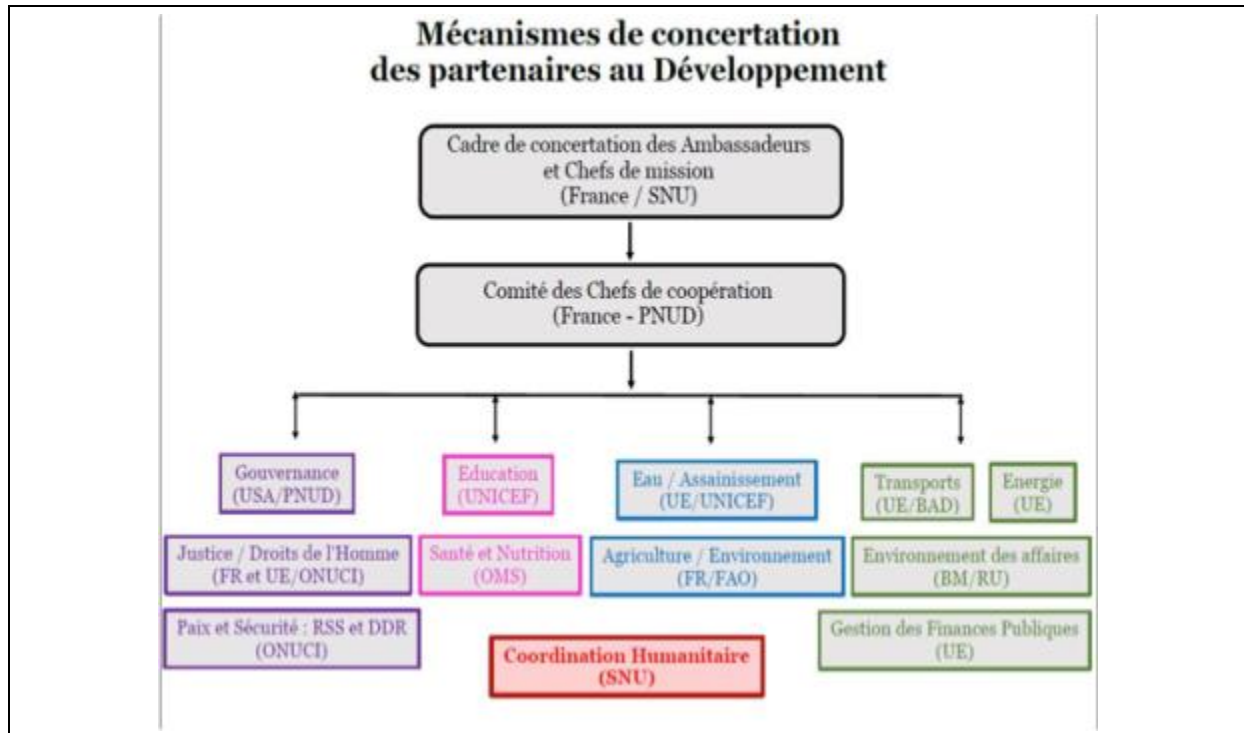 Mécanismes de concertation
des partenaires au Développement
Cadre de concertation des Ambassadeurs
et Chefs de mission
(France / SNU)
Comité des Chefs de coopération
(France - PNUD)
Gouvernance
(USA/PNUD)
Education
(UNICEF)
Eau / Assainissement
(UE/UNICEF)
Transports
(UE/BAD)
Energie
(UE)
Justice / Droits de l'Homme
(FR et UE/ONUCI)
Santé et Nutrition
(OMS)
Agriculture / Environnement
(FR/FAO)
Environnement des affaires
(BM/RU)
Paix et Sécurité : RSS et DDR
(ONUCI)
Coordination Humanitaire
(SNU)
Gestion des Finances Publiques
(UE)